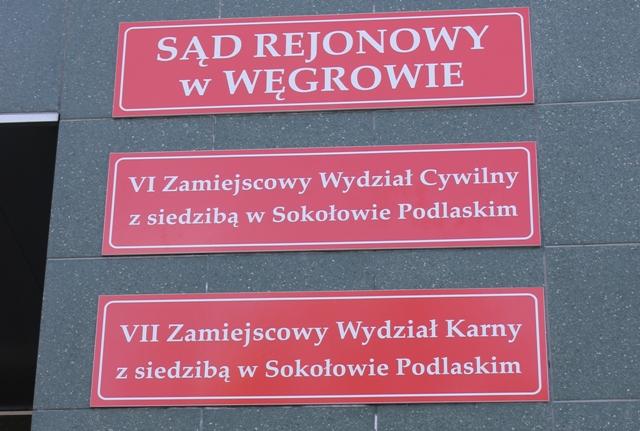 SĄD REJONOWY
w WĘGROWIE
VI Zamiejscowy Wydział Cywilny
z siedzibą w Sokołowie Podlaskim
VII Zamiejscowy Wydział Karny
z siedzibą w Sokołowie Podlaskim